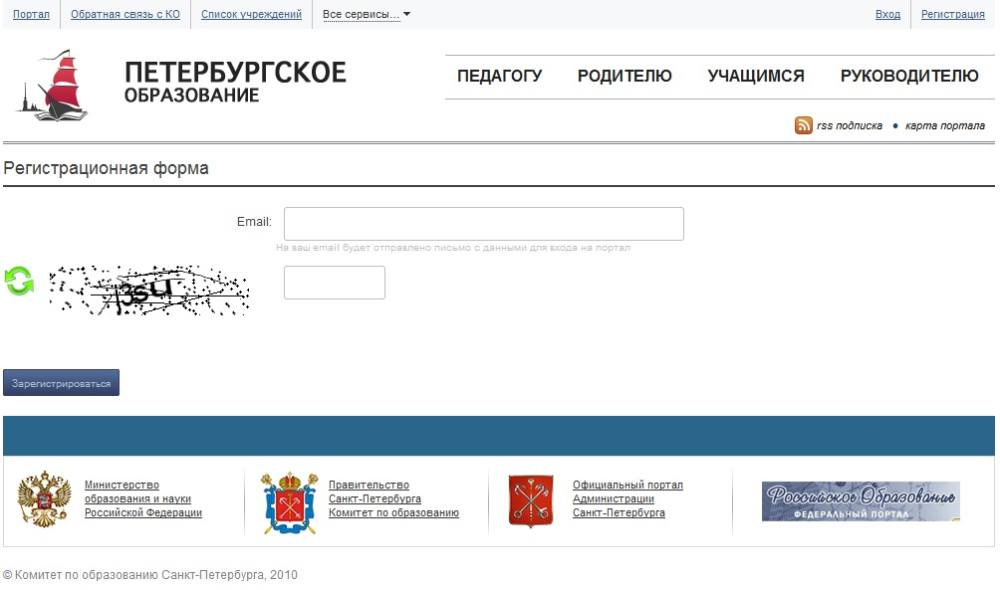 Портал Обратная связь с КО Список учреждений Все сервисы... Вход Регистрация
ПЕТЕРБУРГСКОЕ
ОБРАЗОВАНИЕ
ПЕДАГОГУ РОДИТЕЛЮ УЧАЩИМСЯ РУКОВОДИТЕЛЮ
rss подписка • карта портала
Регистрационная форма
Email:
На ваш email будет отправлено письмо с данными для входа на портал
Зарегистрироваться
Министерство
образования и науки
Российской Федерации
Правительство
Санкт-Петербурга
Комитет по образованию
Официальный портал
Администрации
Санкт-Петербурга
Российское Образование
ФЕДЕРАЛЬНЫЙ ПОРТАЛ
© Комитет по образованию Санкт-Петербурга, 2010